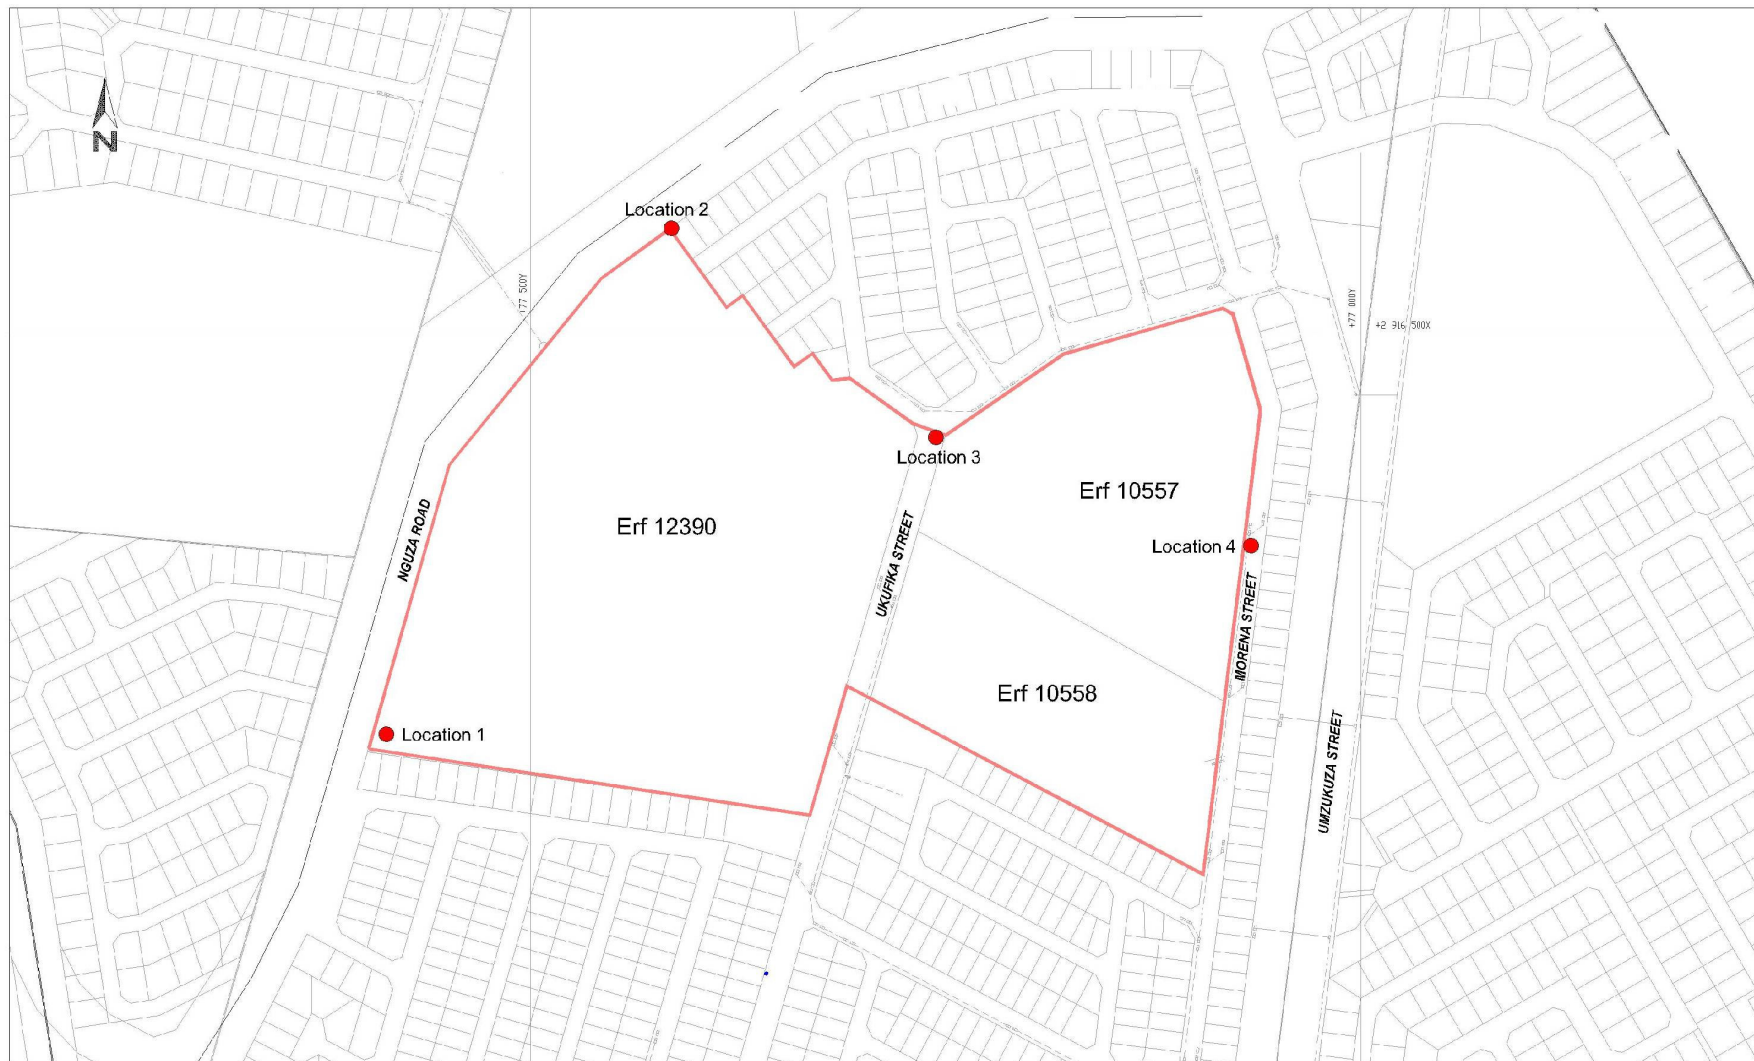 N
Location 2
+77 500Y
+77 000Y
+2 916 500X
Location 3
Erf 10557
Erf 12390
NGUZA ROAD
UKUFIKA STREET
Location 4
MORENA STREET
Erf 10558
Location 1
UMZUKUZA STREET